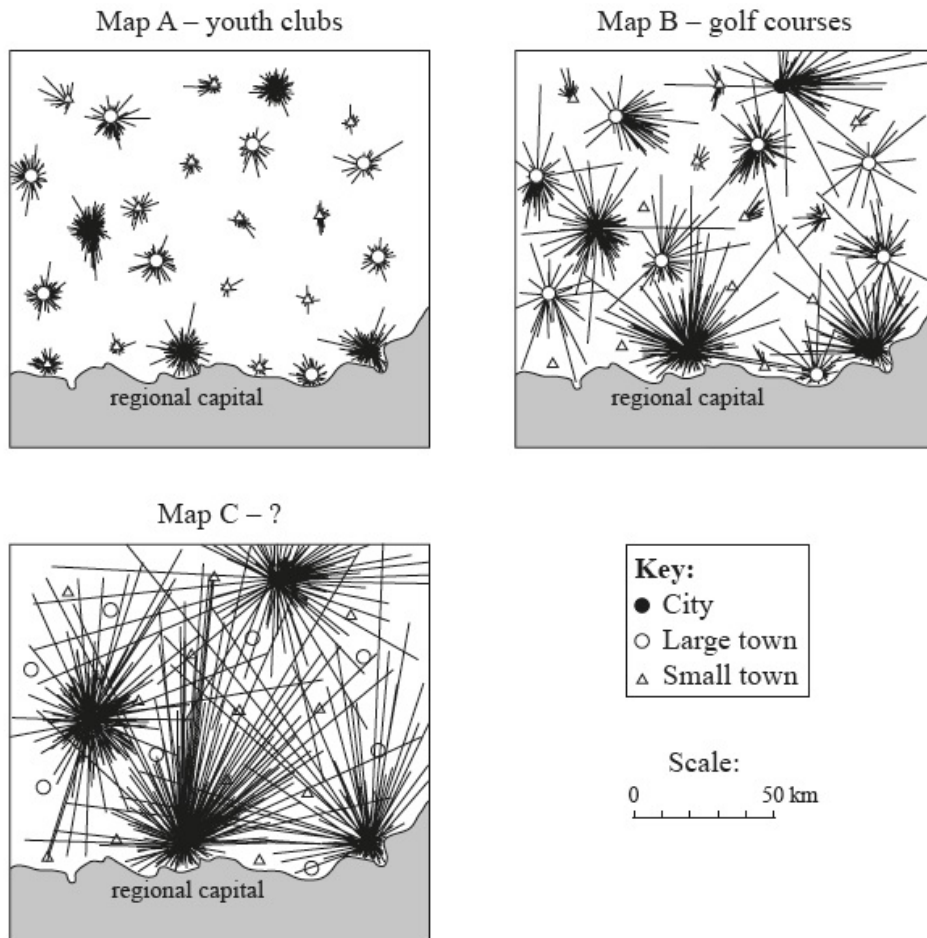 Map A – youth clubs
regional capital
Map B – golf courses
regional capital
Map C – ?
regional capital
Key:
City
Large town
Small town
Scale:
0 50 km